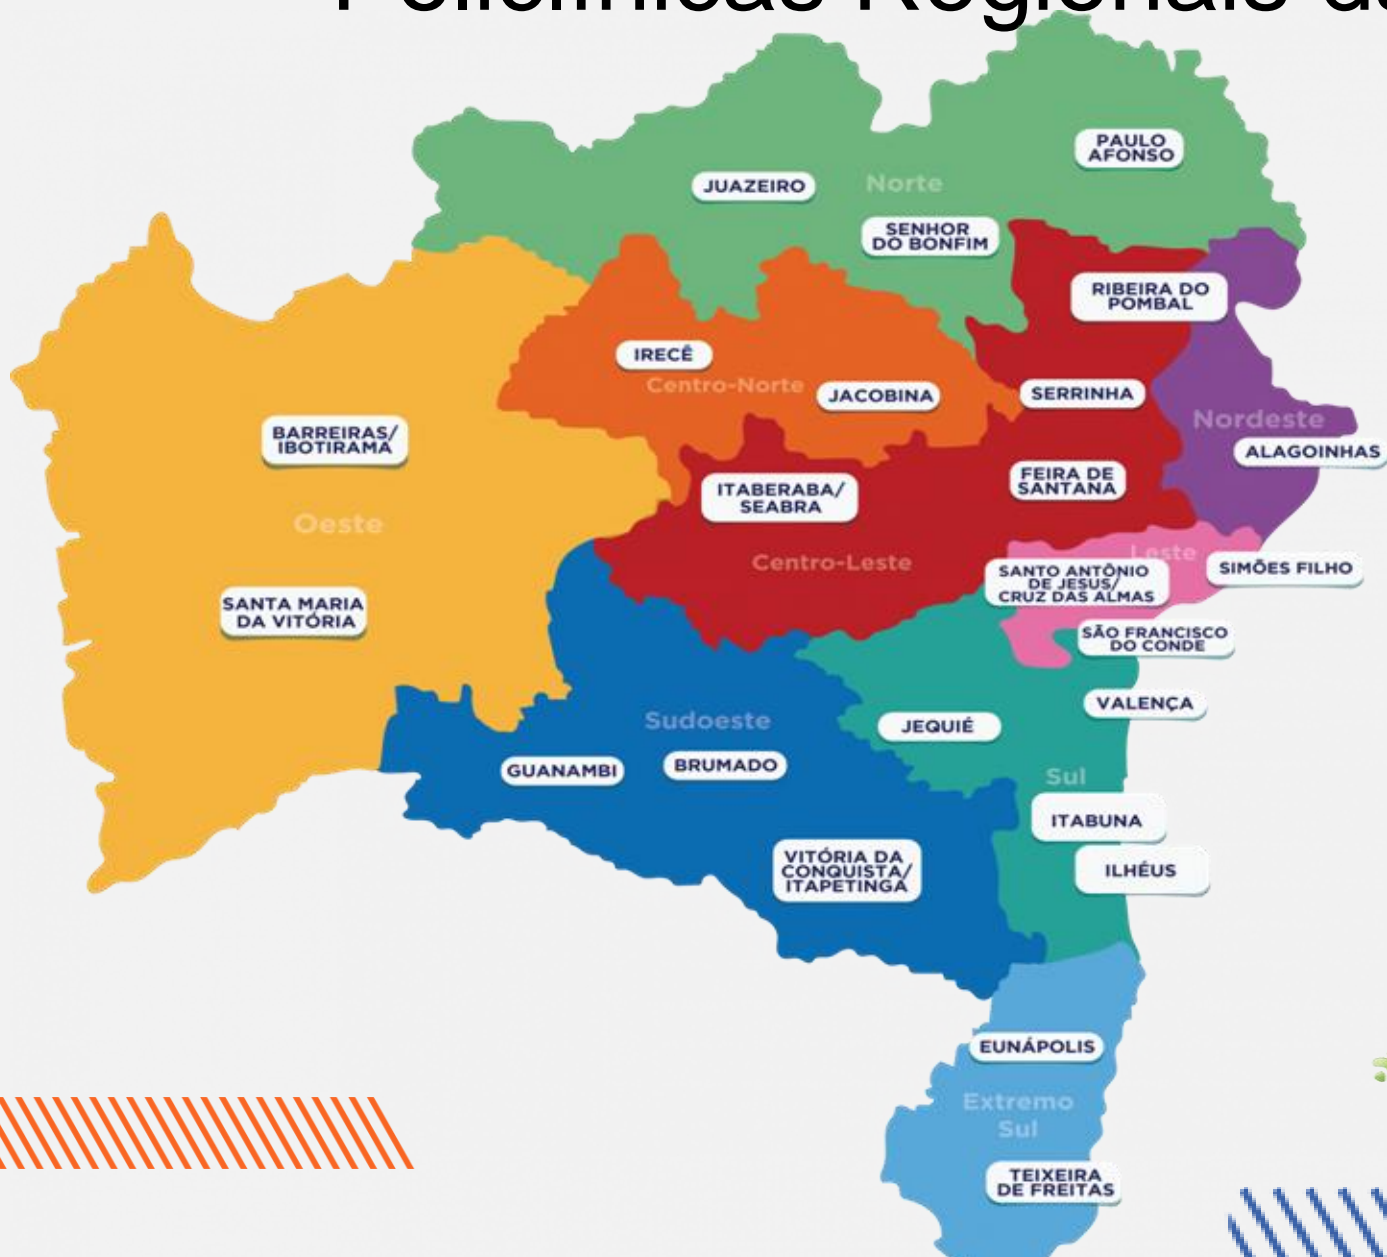 Policlínicas Regionais da
PAULO
AFONSO
JUAZEIRO
Norte
SENHOR
DO BONFIM
RIBEIRA DO
POMBAL
IRECÊ
Centro-Norte
JACOBINA
SERRINHA
Nordeste
BARREIRAS/
IBOTIRAMA
ALAGOINHAS
ITABERABA/
SEABRA
FEIRA DE
SANTANA
Oeste
Centro-Leste
Leste
SIMÕES FILHO
SANTO ANTÔNIO
DE JESUS/
CRUZ DAS ALMAS
SANTA MARIA
DA VITÓRIA
SÃO FRANCISCO
DO CONDE
VALENÇA
Sudoeste
JEQUIÉ
GUANAMBI
BRUMADO
Sul
ITABUNA
VITÓRIA DA
CONQUISTA/
ITAPETINGA
ILHÉUS
EUNÁPOLIS
Extremo
Sul
TEIXEIRA
DE FREITAS